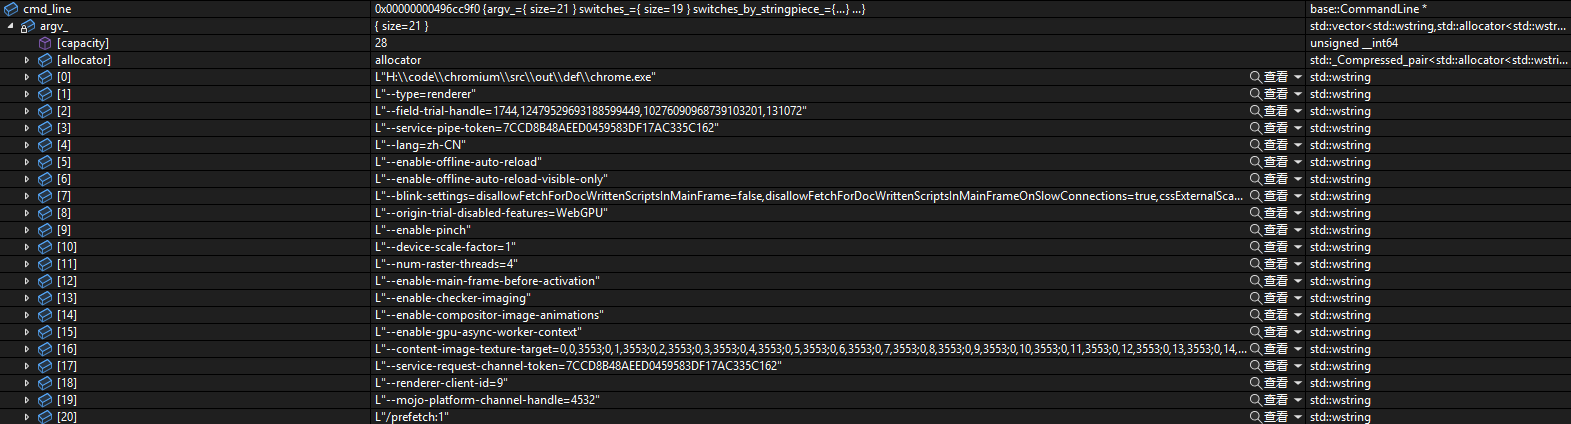 cmd_line 0x00000000496cc9f0 {argv_={ size=21 } switches_={ size=19 } switches_by_stringpiece_={...} ...} base::CommandLine *
argv_ { size=21 } std::vector<std::wstring,std::allocator<std::wstr...
[capacity] 28 unsigned __int64
[allocator] allocator std::_Compressed_pair<std::allocator<std::wstri...
[0] L"H:\\code\\chromium\\src\\out\\def\\chrome.exe" 查看 std::wstring
[1] L"--type=renderer" 查看 std::wstring
[2] L"--field-trial-handle=1744,12479529693188599449,10276090968739103201,131072" 查看 std::wstring
[3] L"--service-pipe-token=7CCD8B48AEED0459583DF17AC335C162" 查看 std::wstring
[4] L"--lang=zh-CN" 查看 std::wstring
[5] L"--enable-offline-auto-reload" 查看 std::wstring
[6] L"--enable-offline-auto-reload-visible-only" 查看 std::wstring
[7] L"--blink-settings=disallowFetchForDocWrittenScriptsInMainFrame=false,disallowFetchForDocWrittenScriptsInMainFrameOnSlowConnections=true,cssExternalSca... 查看 std::wstring
[8] L"--origin-trial-disabled-features=WebGPU" 查看 std::wstring
[9] L"--enable-pinch" 查看 std::wstring
[10] L"--device-scale-factor=1" 查看 std::wstring
[11] L"--num-raster-threads=4" 查看 std::wstring
[12] L"--enable-main-frame-before-activation" 查看 std::wstring
[13] L"--enable-checker-imaging" 查看 std::wstring
[14] L"--enable-compositor-image-animations" 查看 std::wstring
[15] L"--enable-gpu-async-worker-context" 查看 std::wstring
[16] L"--content-image-texture-target=0,0,3553;0,1,3553;0,2,3553;0,3,3553;0,4,3553;0,5,3553;0,6,3553;0,7,3553;0,8,3553;0,9,3553;0,10,3553;0,11,3553;0,12,3553;0,13,3553;0,14,... 查看 std::wstring
[17] L"--service-request-channel-token=7CCD8B48AEED0459583DF17AC335C162" 查看 std::wstring
[18] L"--renderer-client-id=9" 查看 std::wstring
[19] L"--mojo-platform-channel-handle=4532" 查看 std::wstring
[20] L"/prefetch:1" 查看 std::wstring